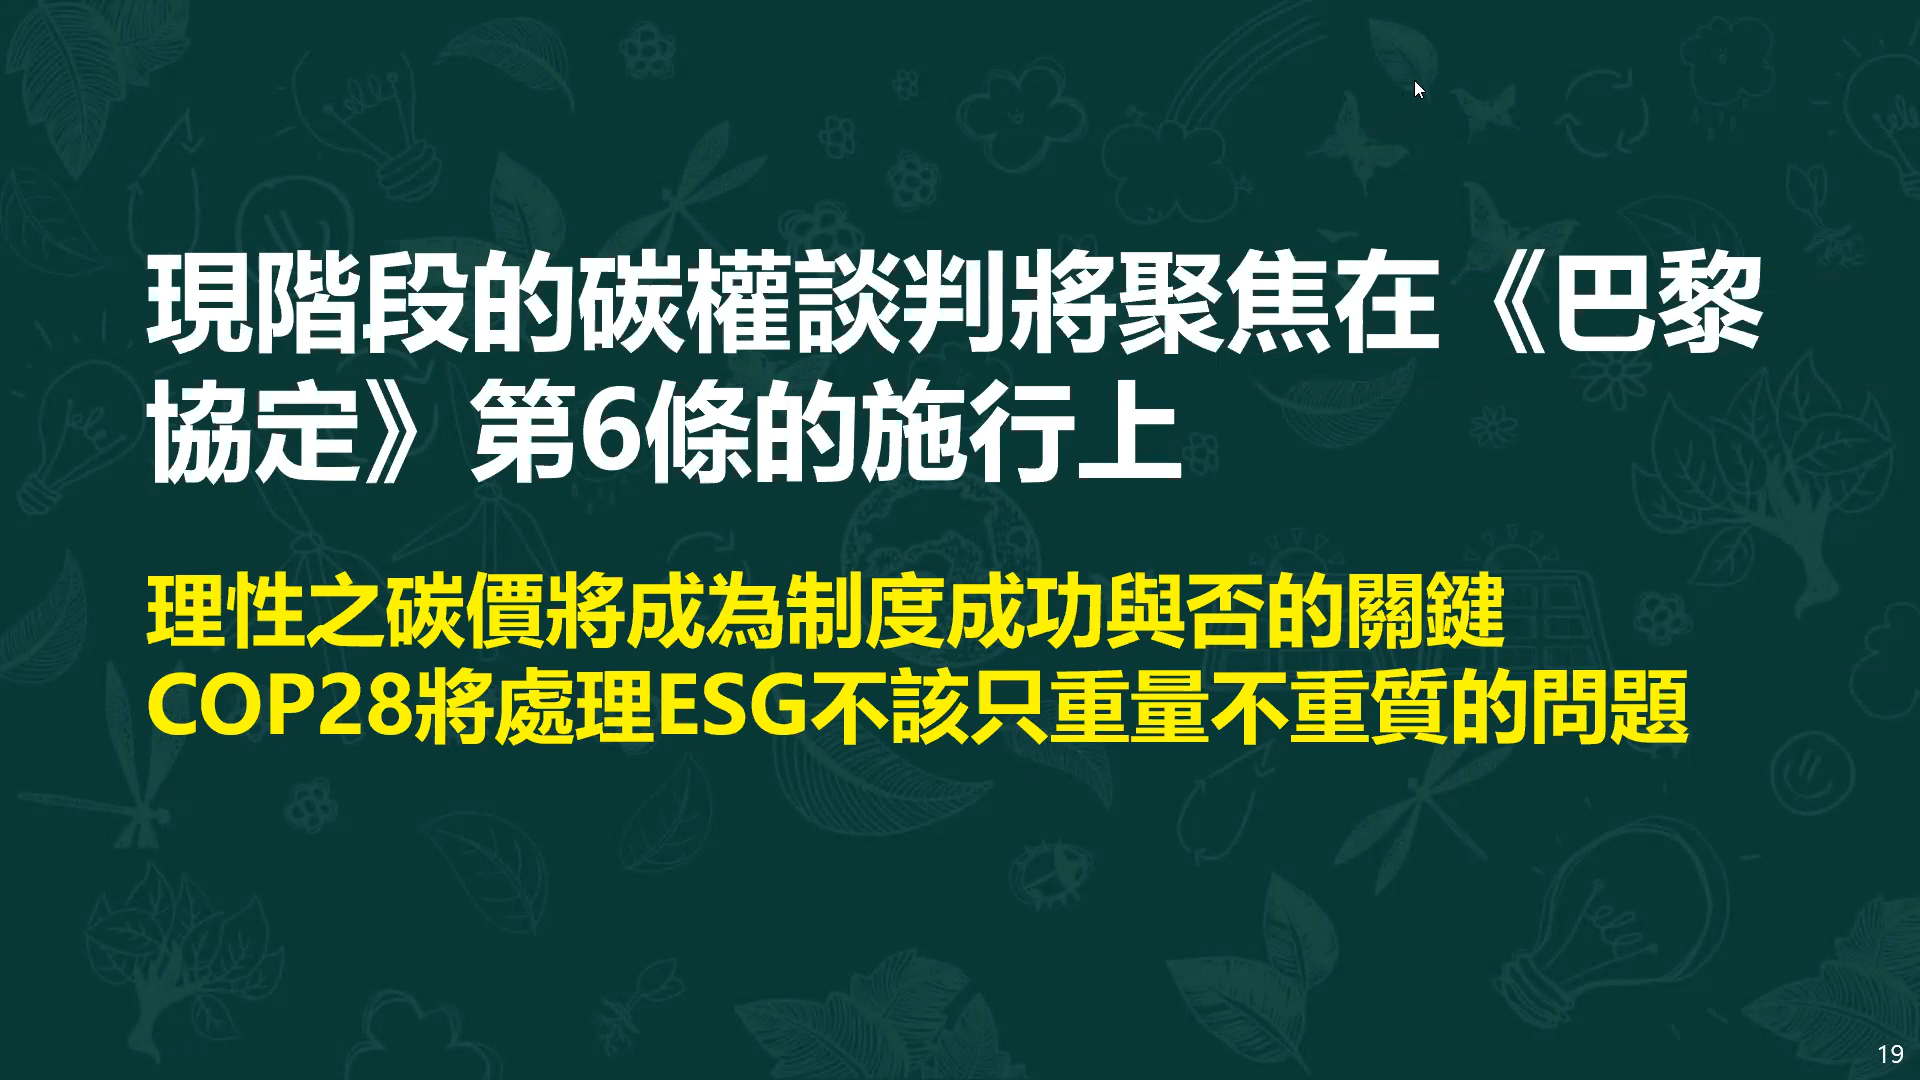 現階段的碳權談判將聚焦在《巴黎
協定》第6條的施行上
理性之碳價將成為制度成功與否的關鍵
COP28將處理ESG不該只重量不重質的問題
19